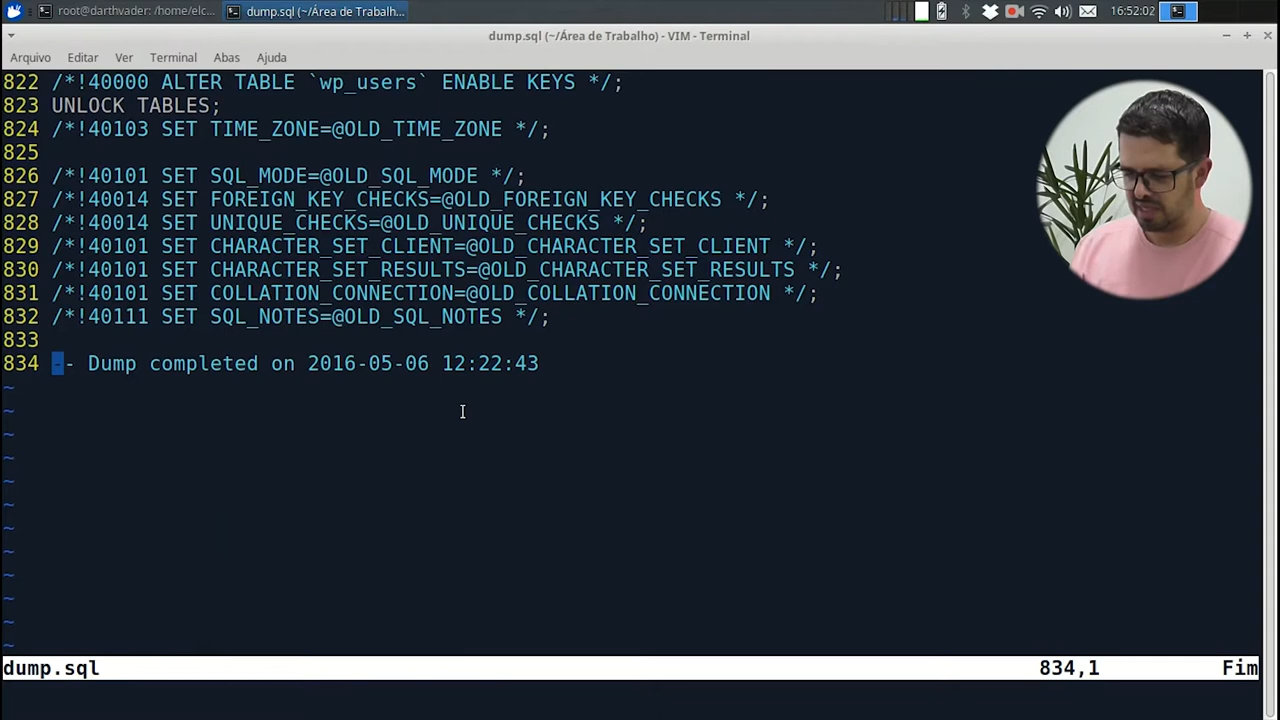 root@darthvader: /home/elc...
dump.sql (~/Área de Trabalh...
16:52:02
dump.sql (~/Área de Trabalho) - VIM - Terminal
Arquivo Editar Ver Terminal Abas Ajuda
822 /*!40000 ALTER TABLE `wp_users` ENABLE KEYS */;
823 UNLOCK TABLES;
824 /*!40103 SET TIME_ZONE=@OLD_TIME_ZONE */;
825
826 /*!40101 SET SQL_MODE=@OLD_SQL_MODE */;
827 /*!40014 SET FOREIGN_KEY_CHECKS=@OLD_FOREIGN_KEY_CHECKS */;
828 /*!40014 SET UNIQUE_CHECKS=@OLD_UNIQUE_CHECKS */;
829 /*!40101 SET CHARACTER_SET_CLIENT=@OLD_CHARACTER_SET_CLIENT */;
830 /*!40101 SET CHARACTER_SET_RESULTS=@OLD_CHARACTER_SET_RESULTS */;
831 /*!40101 SET COLLATION_CONNECTION=@OLD_COLLATION_CONNECTION */;
832 /*!40111 SET SQL_NOTES=@OLD_SQL_NOTES */;
833
834 -- Dump completed on 2016-05-06 12:22:43
~
~
~
~
~
~
~
~
~
~
~
~
dump.sql 834,1 Fim